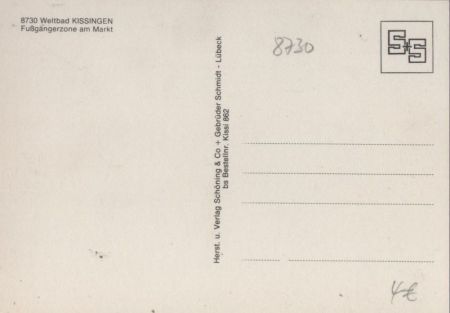 8730 Weltbad KISSINGEN
Fußgängerzone am Markt
8730
S+S
Herst. u. Verlag Schöning & Co + Gebrüder Schmidt - Lübeck
bs Bestellnr. Kissi 862
4€